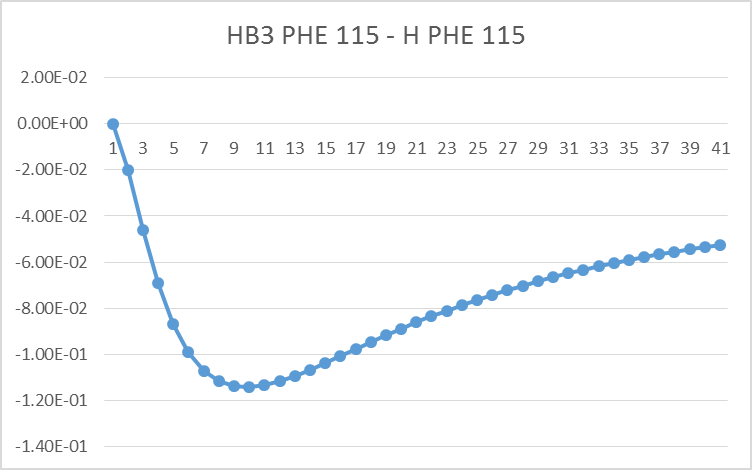 HB3 PHE 115 - H PHE 115
2.00E-02
0.00E+00
1 3 5 7 9 11 13 15 17 19 21 23 25 27 29 31 33 35 37 39 41
-2.00E-02
-4.00E-02
-6.00E-02
-8.00E-02
-1.00E-01
-1.20E-01
-1.40E-01